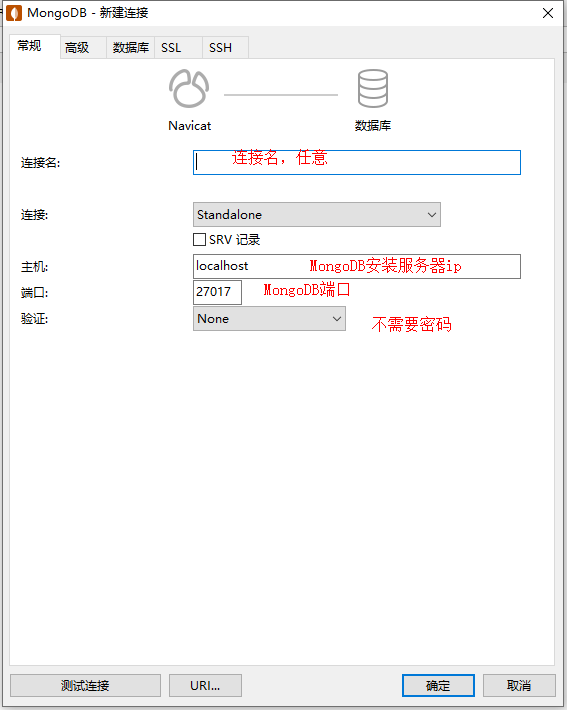 MongoDB - 新建连接
常规 高级 数据库 SSL SSH
Navicat 数据库
连接名: 连接名，任意
连接: Standalone
SRV 记录
主机: localhost MongoDB安装服务器ip
端口: 27017 MongoDB端口
验证: None 不需要密码
测试连接 URI... 确定 取消